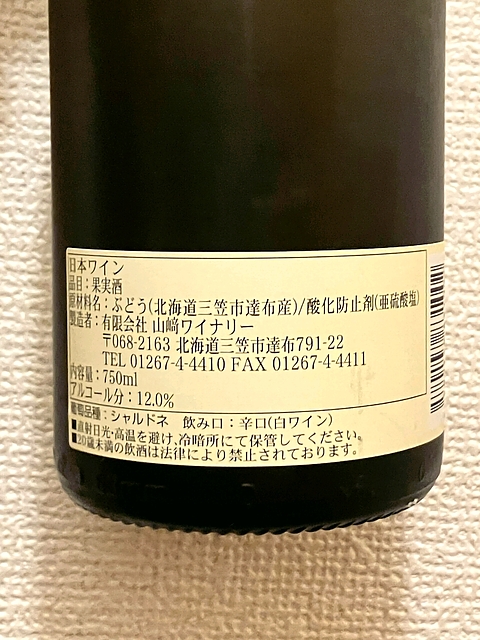 日本ワイン
品目：果実酒
原材料名：ぶどう(北海道三笠市達布産)/酸化防止剤(亜硫酸塩)
製造者：有限会社 山﨑ワイナリー
〒068-2163 北海道三笠市達布791-22
TEL 01267-4-4410 FAX 01267-4-4411
内容量：750ml
アルコール分：12.0%
葡萄品種：シャルドネ 飲み口：辛口(白ワイン)
■直射日光・高温を避け、冷暗所にて保管してください。
■20歳未満の飲酒は法律により禁止されております。